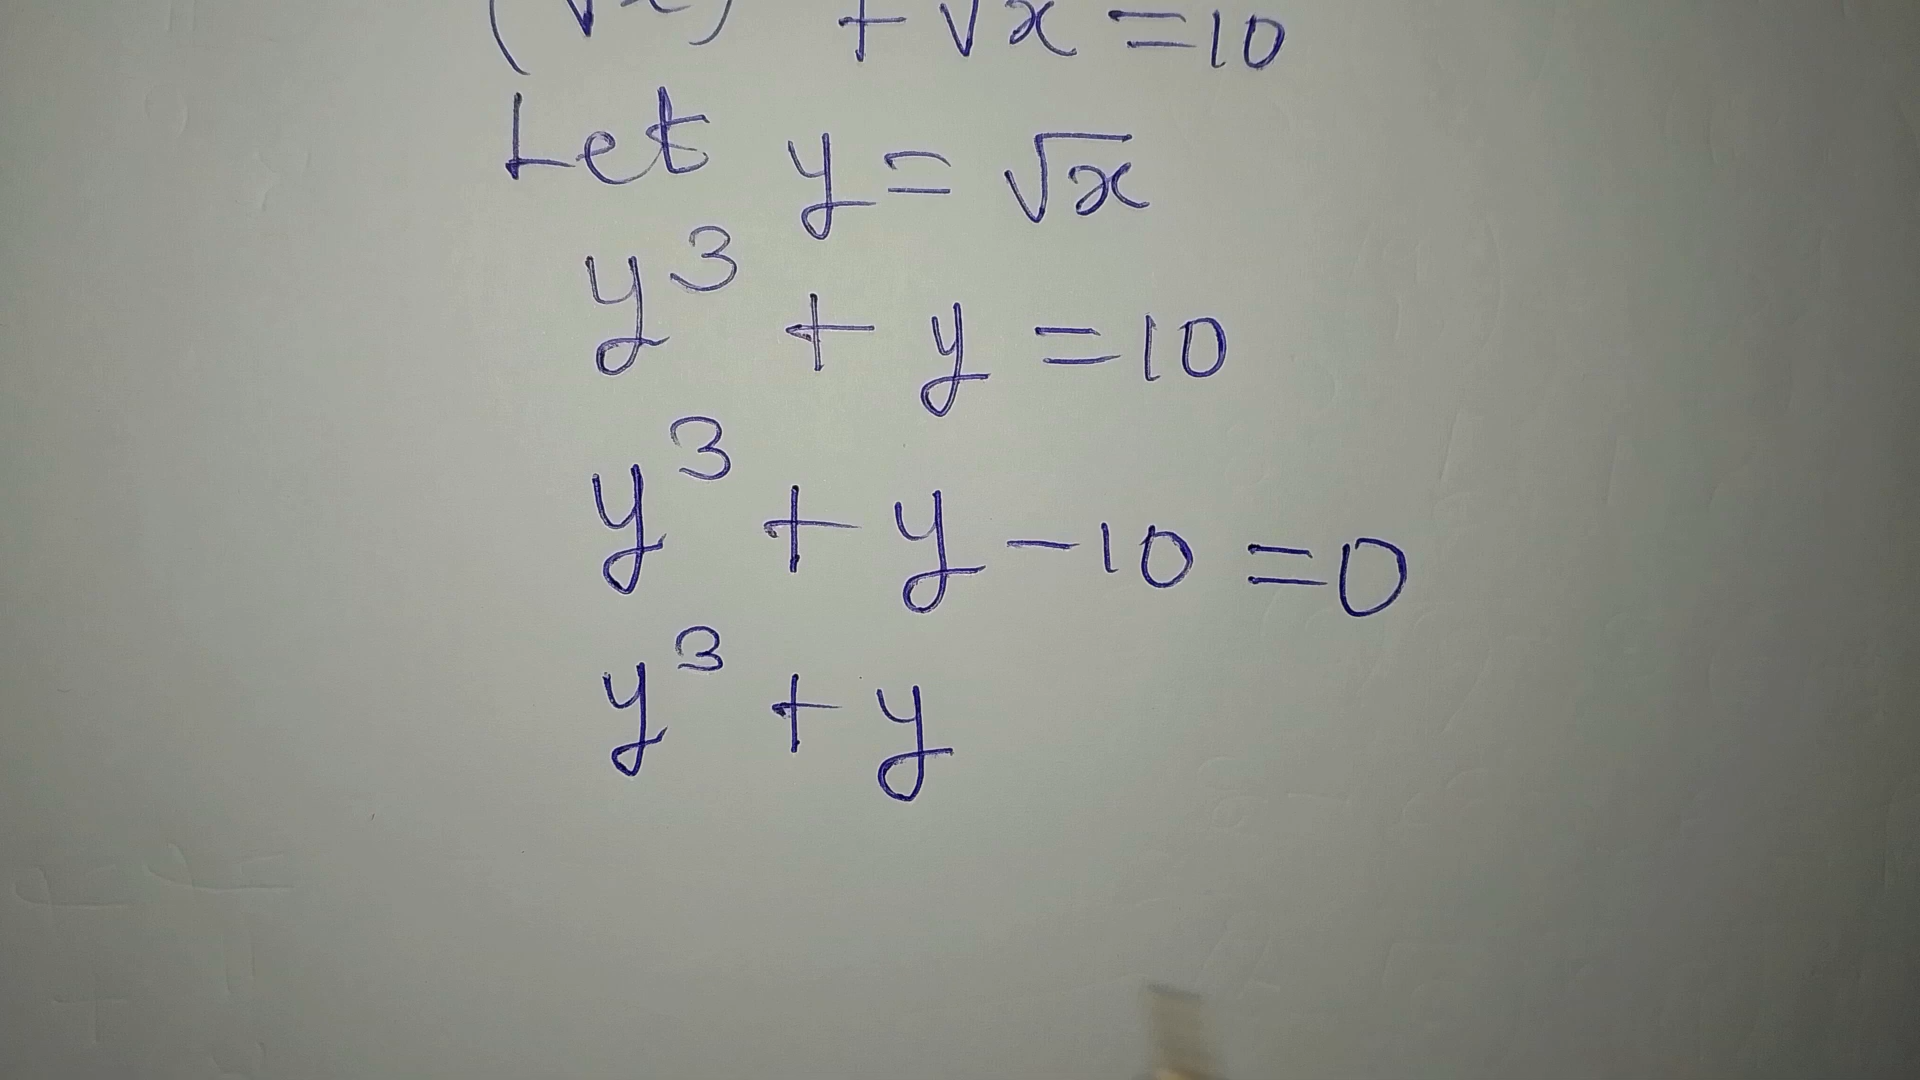 (√x) + √x = 10
Let y = √x
y³ + y = 10
y³ + y - 10 = 0
y³ + y